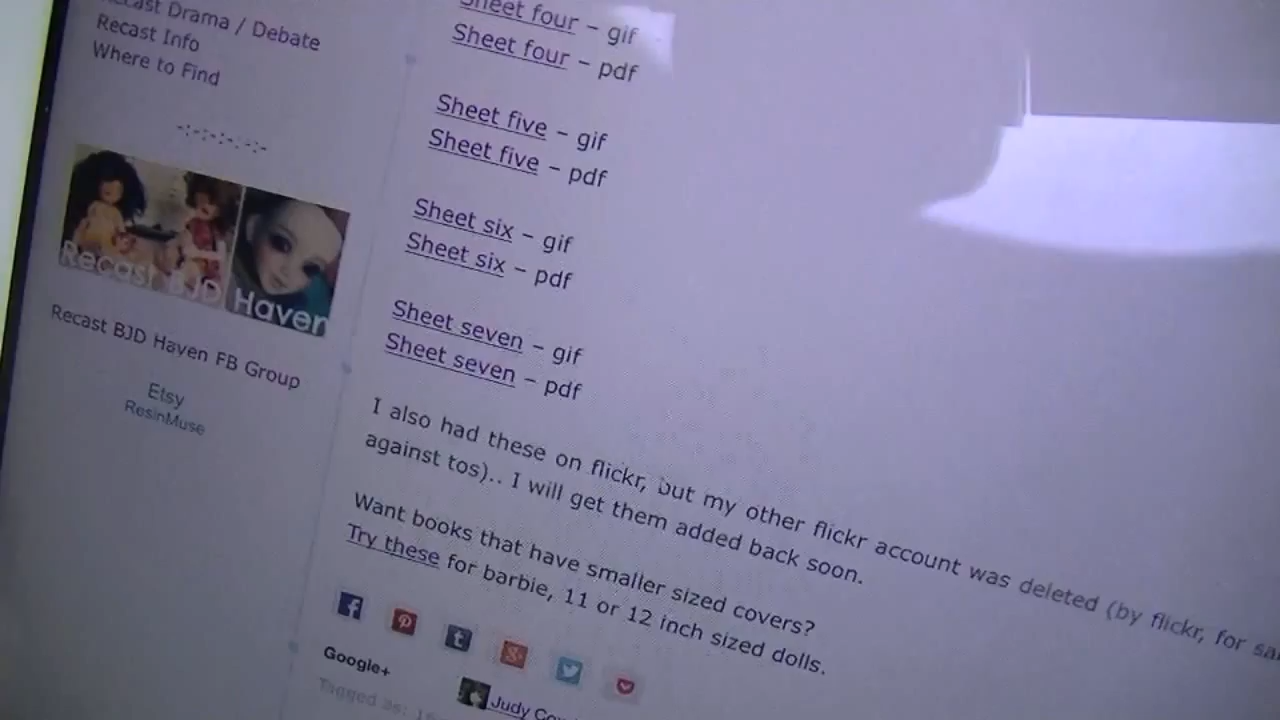 Recast Drama / Debate
Recast Info
Where to Find
-:-:-:-.-:-
Recast BJD Haven
Recast BJD Haven FB Group
Etsy
ResinMuse
Sheet four – gif
Sheet four – pdf
Sheet five – gif
Sheet five – pdf
Sheet six – gif
Sheet six – pdf
Sheet seven – gif
Sheet seven – pdf
I also had these on flickr, but my other flickr account was deleted (by flickr, for
against tos).. I will get them added back soon.
Want books that have smaller sized covers?
Try these for barbie, 11 or 12 inch sized dolls.
Google+
Judy
Tagged as: